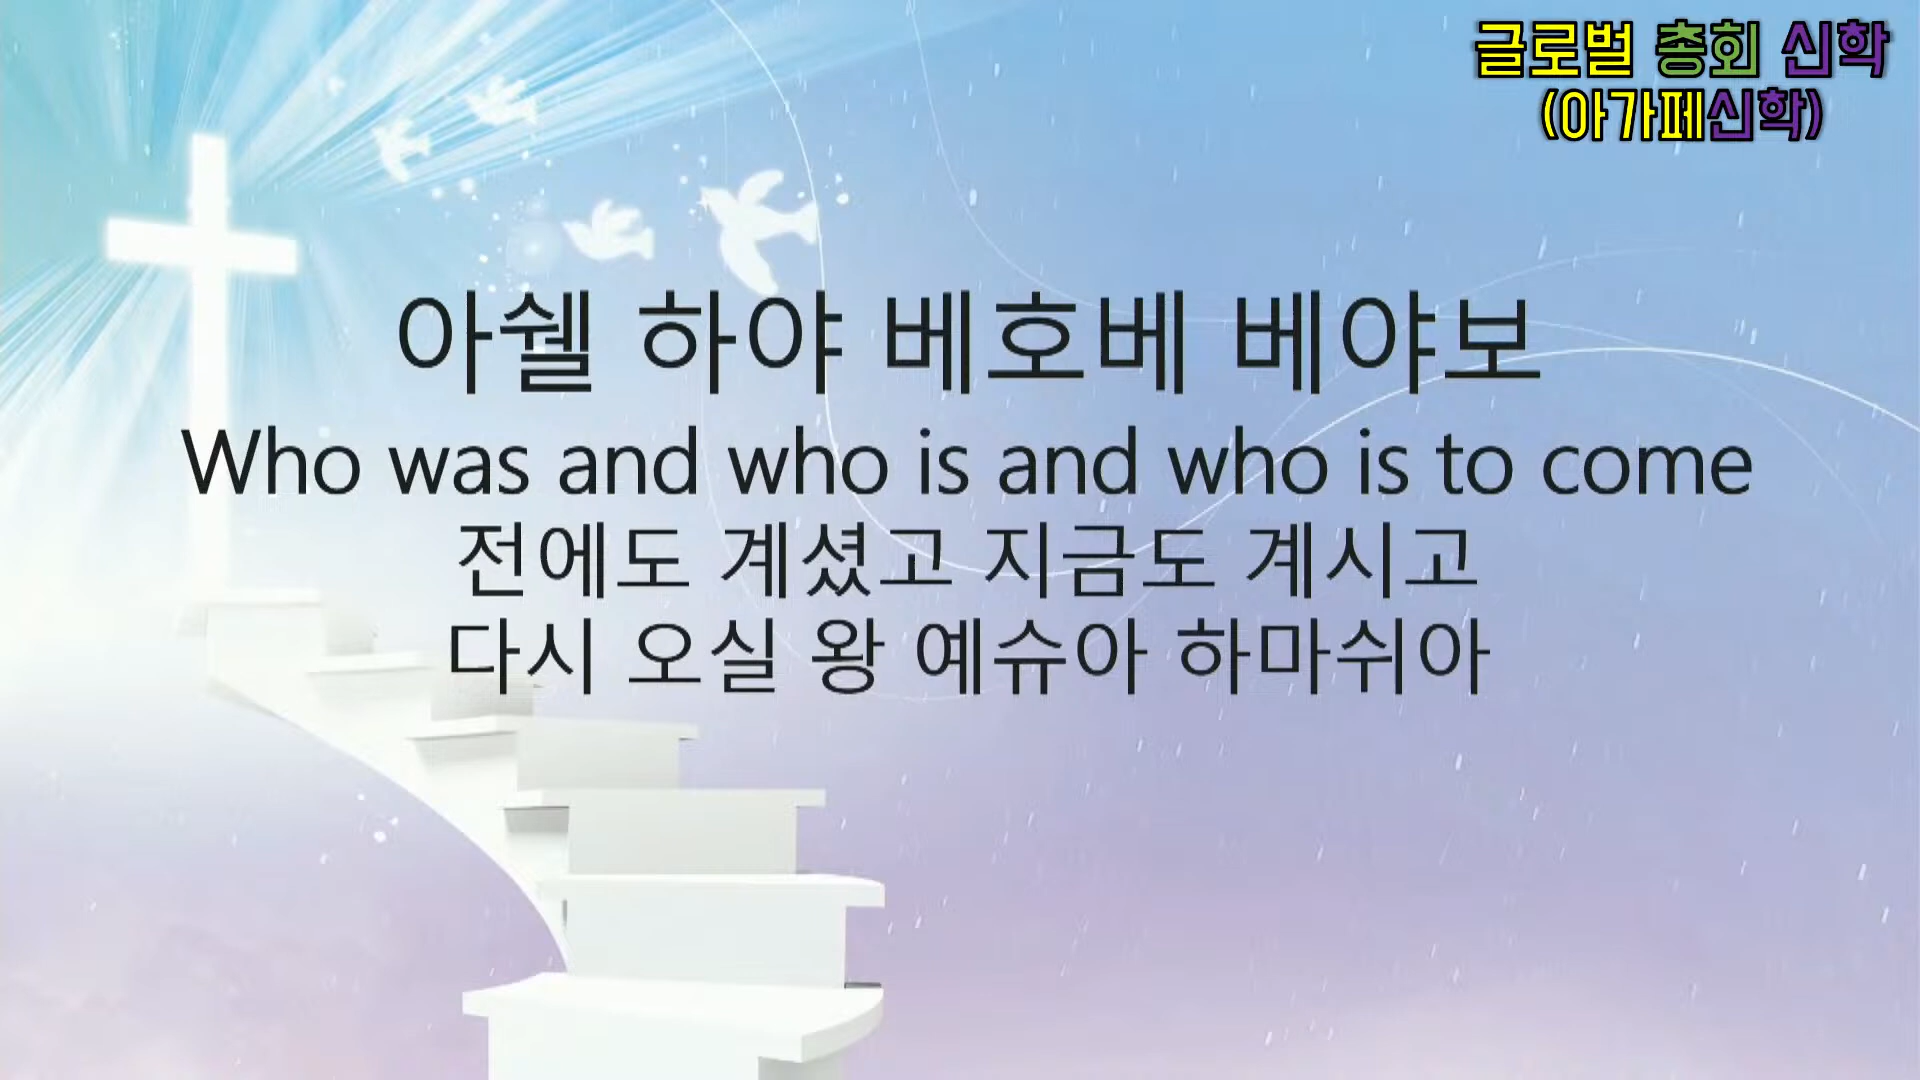 글로벌 총회 신학
(아가페신학)
아쉘 하야 베호베 베야보
Who was and who is and who is to come
전에도 계셨고 지금도 계시고
다시 오실 왕 예슈아 하마쉬아